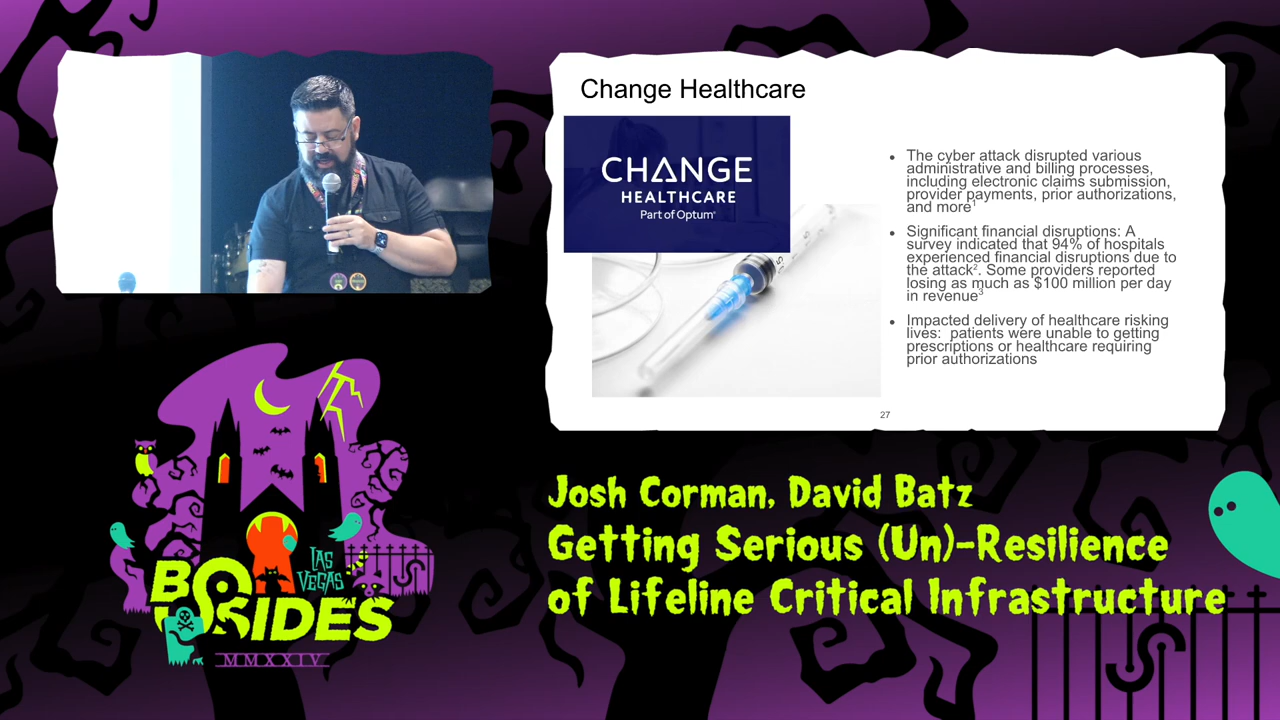 Change Healthcare
CHANGE
HEALTHCARE
Part of Optum®
• The cyber attack disrupted various
administrative and billing processes,
including electronic claims submission,
provider payments, prior authorizations,
and more¹
• Significant financial disruptions: A
survey indicated that 94% of hospitals
experienced financial disruptions due to
the attack². Some providers reported
losing as much as $100 million per day
in revenue³
• Impacted delivery of healthcare risking
lives: patients were unable to getting
prescriptions or healthcare requiring
prior authorizations
27
LAS
VEGAS
BSIDES
MMXXIV
Josh Corman, David Batz
Getting Serious (Un)-Resilience
of Lifeline Critical Infrastructure